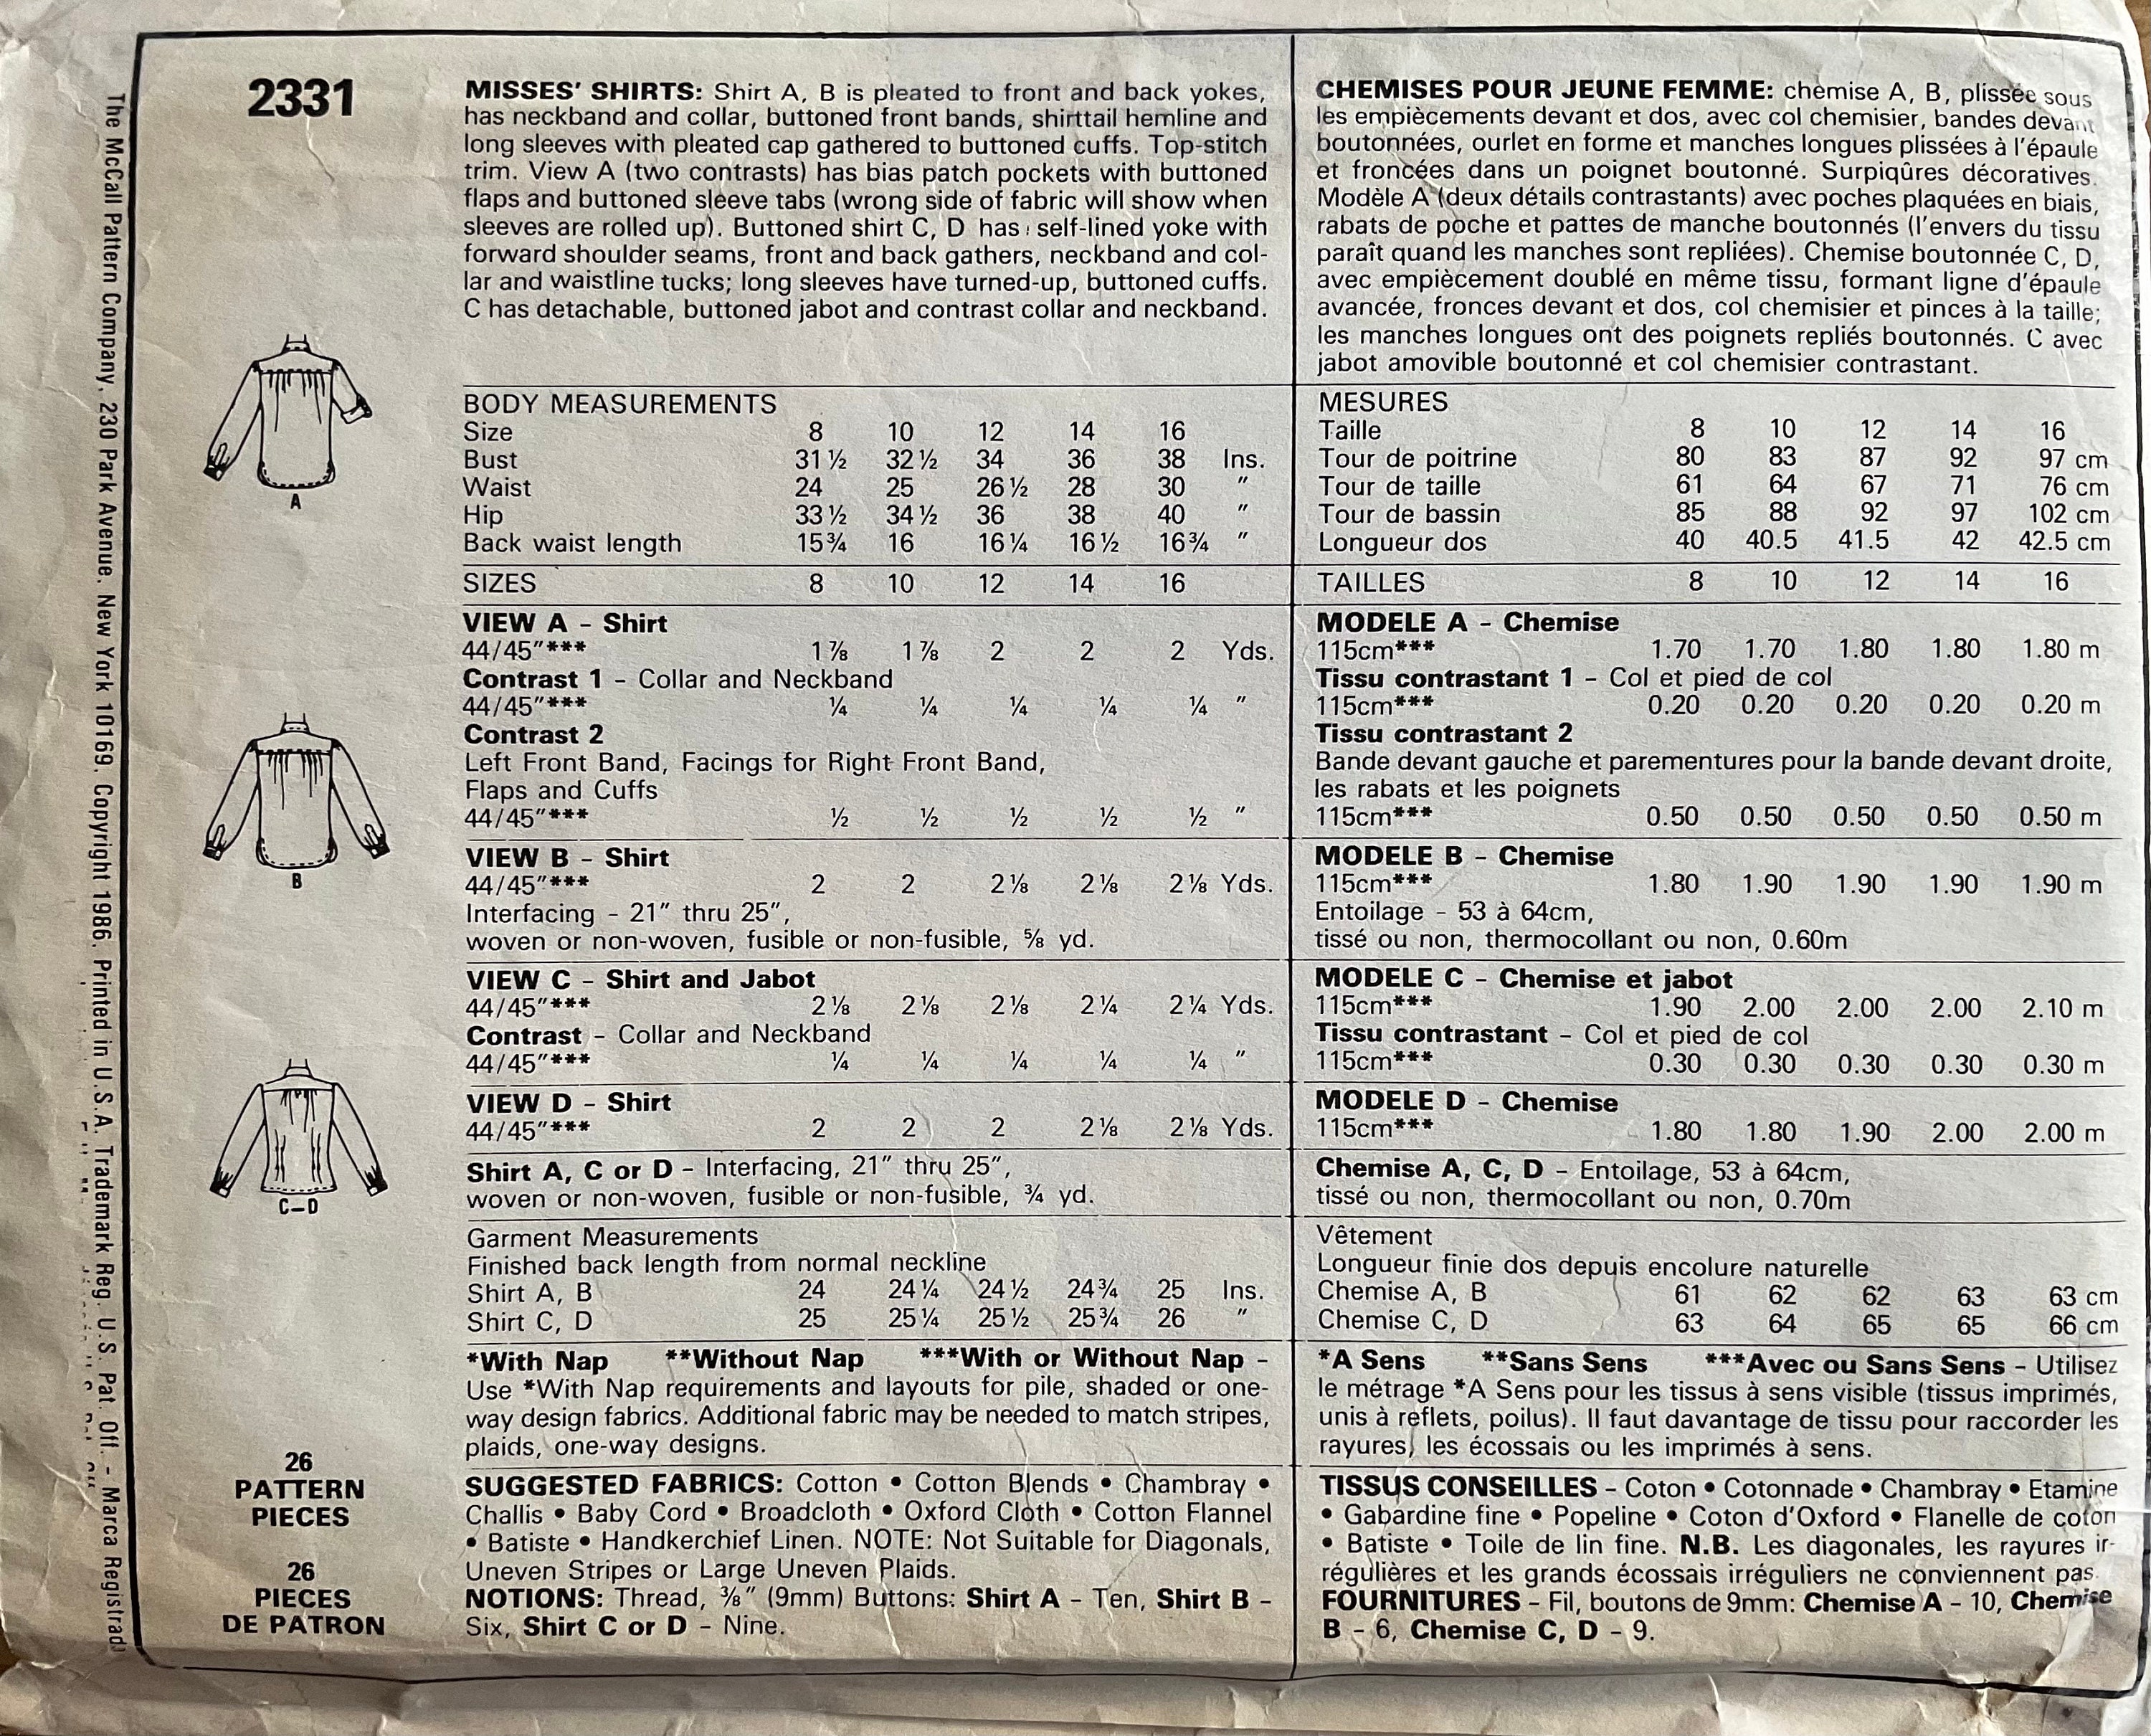 2331
MISSES' SHIRTS: Shirt A, B is pleated to front and back yokes,
has neckband and collar, buttoned front bands, shirttail hemline and
long sleeves with pleated cap gathered to buttoned cuffs. Top-stitch
trim. View A (two contrasts) has bias patch pockets with buttoned
flaps and buttoned sleeve tabs (wrong side of fabric will show when
sleeves are rolled up). Buttoned shirt C, D has self-lined yoke with
forward shoulder seams, front and back gathers, neckband and col-
lar and waistline tucks; long sleeves have turned-up, buttoned cuffs.
C has detachable, buttoned jabot and contrast collar and neckband.
BODY MEASUREMENTS
Size 8 10 12 14 16
Bust 31½ 32½ 34 36 38 Ins.
Waist 24 25 26½ 28 30 "
Hip 33½ 34½ 36 38 40 "
Back waist length 15¾ 16 16¼ 16½ 16¾ "
SIZES 8 10 12 14 16
VIEW A - Shirt
44/45"*** 1⅞ 1⅞ 2 2 2 Yds.
Contrast 1 - Collar and Neckband
44/45"*** ¼ ¼ ¼ ¼ ¼ "
Contrast 2
Left Front Band, Facings for Right Front Band,
Flaps and Cuffs
44/45"*** ½ ½ ½ ½ ½ "
VIEW B - Shirt
44/45"*** 2 2 2⅛ 2⅛ 2⅛ Yds.
Interfacing - 21" thru 25",
woven or non-woven, fusible or non-fusible, ⅝ yd.
VIEW C - Shirt and Jabot
44/45"*** 2⅛ 2⅛ 2⅛ 2¼ 2¼ Yds.
Contrast - Collar and Neckband
44/45"*** ¼ ¼ ¼ ¼ ¼ "
VIEW D - Shirt
44/45"*** 2 2 2 2⅛ 2⅛ Yds.
Shirt A, C or D - Interfacing, 21" thru 25",
woven or non-woven, fusible or non-fusible, ¾ yd.
Garment Measurements
Finished back length from normal neckline
Shirt A, B 24 24¼ 24½ 24¾ 25 Ins.
Shirt C, D 25 25¼ 25½ 25¾ 26 "
*With Nap **Without Nap ***With or Without Nap -
Use *With Nap requirements and layouts for pile, shaded or one-
way design fabrics. Additional fabric may be needed to match stripes,
plaids, one-way designs.
SUGGESTED FABRICS: Cotton • Cotton Blends • Chambray •
Challis • Baby Cord • Broadcloth • Oxford Cloth • Cotton Flannel
• Batiste • Handkerchief Linen. NOTE: Not Suitable for Diagonals,
Uneven Stripes or Large Uneven Plaids.
NOTIONS: Thread, ⅜" (9mm) Buttons: Shirt A - Ten, Shirt B -
Six, Shirt C or D - Nine.
CHEMISES POUR JEUNE FEMME: chemise A, B, plissée sous
les empiècements devant et dos, avec col chemisier, bandes devant
boutonnées, ourlet en forme et manches longues plissées à l'épaule
et froncées dans un poignet boutonné. Surpiqûres décoratives.
Modèle A (deux détails contrastants) avec poches plaquées en biais,
rabats de poche et pattes de manche boutonnés (l'envers du tissu
paraît quand les manches sont repliées). Chemise boutonnée C, D,
avec empiècement doublé en même tissu, formant ligne d'épaule
avancée, fronces devant et dos, col chemisier et pinces à la taille;
les manches longues ont des poignets repliés boutonnés. C avec
jabot amovible boutonné et col chemisier contrastant.
MESURES
Taille 8 10 12 14 16
Tour de poitrine 80 83 87 92 97 cm
Tour de taille 61 64 67 71 76 cm
Tour de bassin 85 88 92 97 102 cm
Longueur dos 40 40.5 41.5 42 42.5 cm
TAILLES 8 10 12 14 16
MODELE A - Chemise
115cm*** 1.70 1.70 1.80 1.80 1.80 m
Tissu contrastant 1 - Col et pied de col
115cm*** 0.20 0.20 0.20 0.20 0.20 m
Tissu contrastant 2
Bande devant gauche et parementures pour la bande devant droite,
les rabats et les poignets
115cm*** 0.50 0.50 0.50 0.50 0.50 m
MODELE B - Chemise
115cm*** 1.80 1.90 1.90 1.90 1.90 m
Entoilage - 53 à 64cm,
tissé ou non, thermocollant ou non, 0.60m
MODELE C - Chemise et jabot
115cm*** 1.90 2.00 2.00 2.00 2.10 m
Tissu contrastant - Col et pied de col
115cm*** 0.30 0.30 0.30 0.30 0.30 m
MODELE D - Chemise
115cm*** 1.80 1.80 1.90 2.00 2.00 m
Chemise A, C, D - Entoilage, 53 à 64cm,
tissé ou non, thermocollant ou non, 0.70m
Vêtement
Longueur finie dos depuis encolure naturelle
Chemise A, B 61 62 62 63 63 cm
Chemise C, D 63 64 65 65 66 cm
*A Sens **Sans Sens ***Avec ou Sans Sens - Utilisez
le métrage *A Sens pour les tissus à sens visible (tissus imprimés,
unis à reflets, poilus). Il faut davantage de tissu pour raccorder les
rayures, les écossais ou les imprimés à sens.
TISSUS CONSEILLES - Coton • Cotonnade • Chambray • Etamine
• Gabardine fine • Popeline • Coton d'Oxford • Flanelle de coton
• Batiste • Toile de lin fine. N.B. Les diagonales, les rayures ir-
régulières et les grands écossais irréguliers ne conviennent pas.
FOURNITURES - Fil, boutons de 9mm: Chemise A - 10, Chemise
B - 6, Chemise C, D - 9.
A
B
C-D
26
PATTERN
PIECES
26
PIECES
DE PATRON
The McCall Pattern Company, 230 Park Avenue, New York 10169. Copyright 1986. Printed in U.S.A. Trademark Reg. U.S. Pat. Off. - Marca Registrada